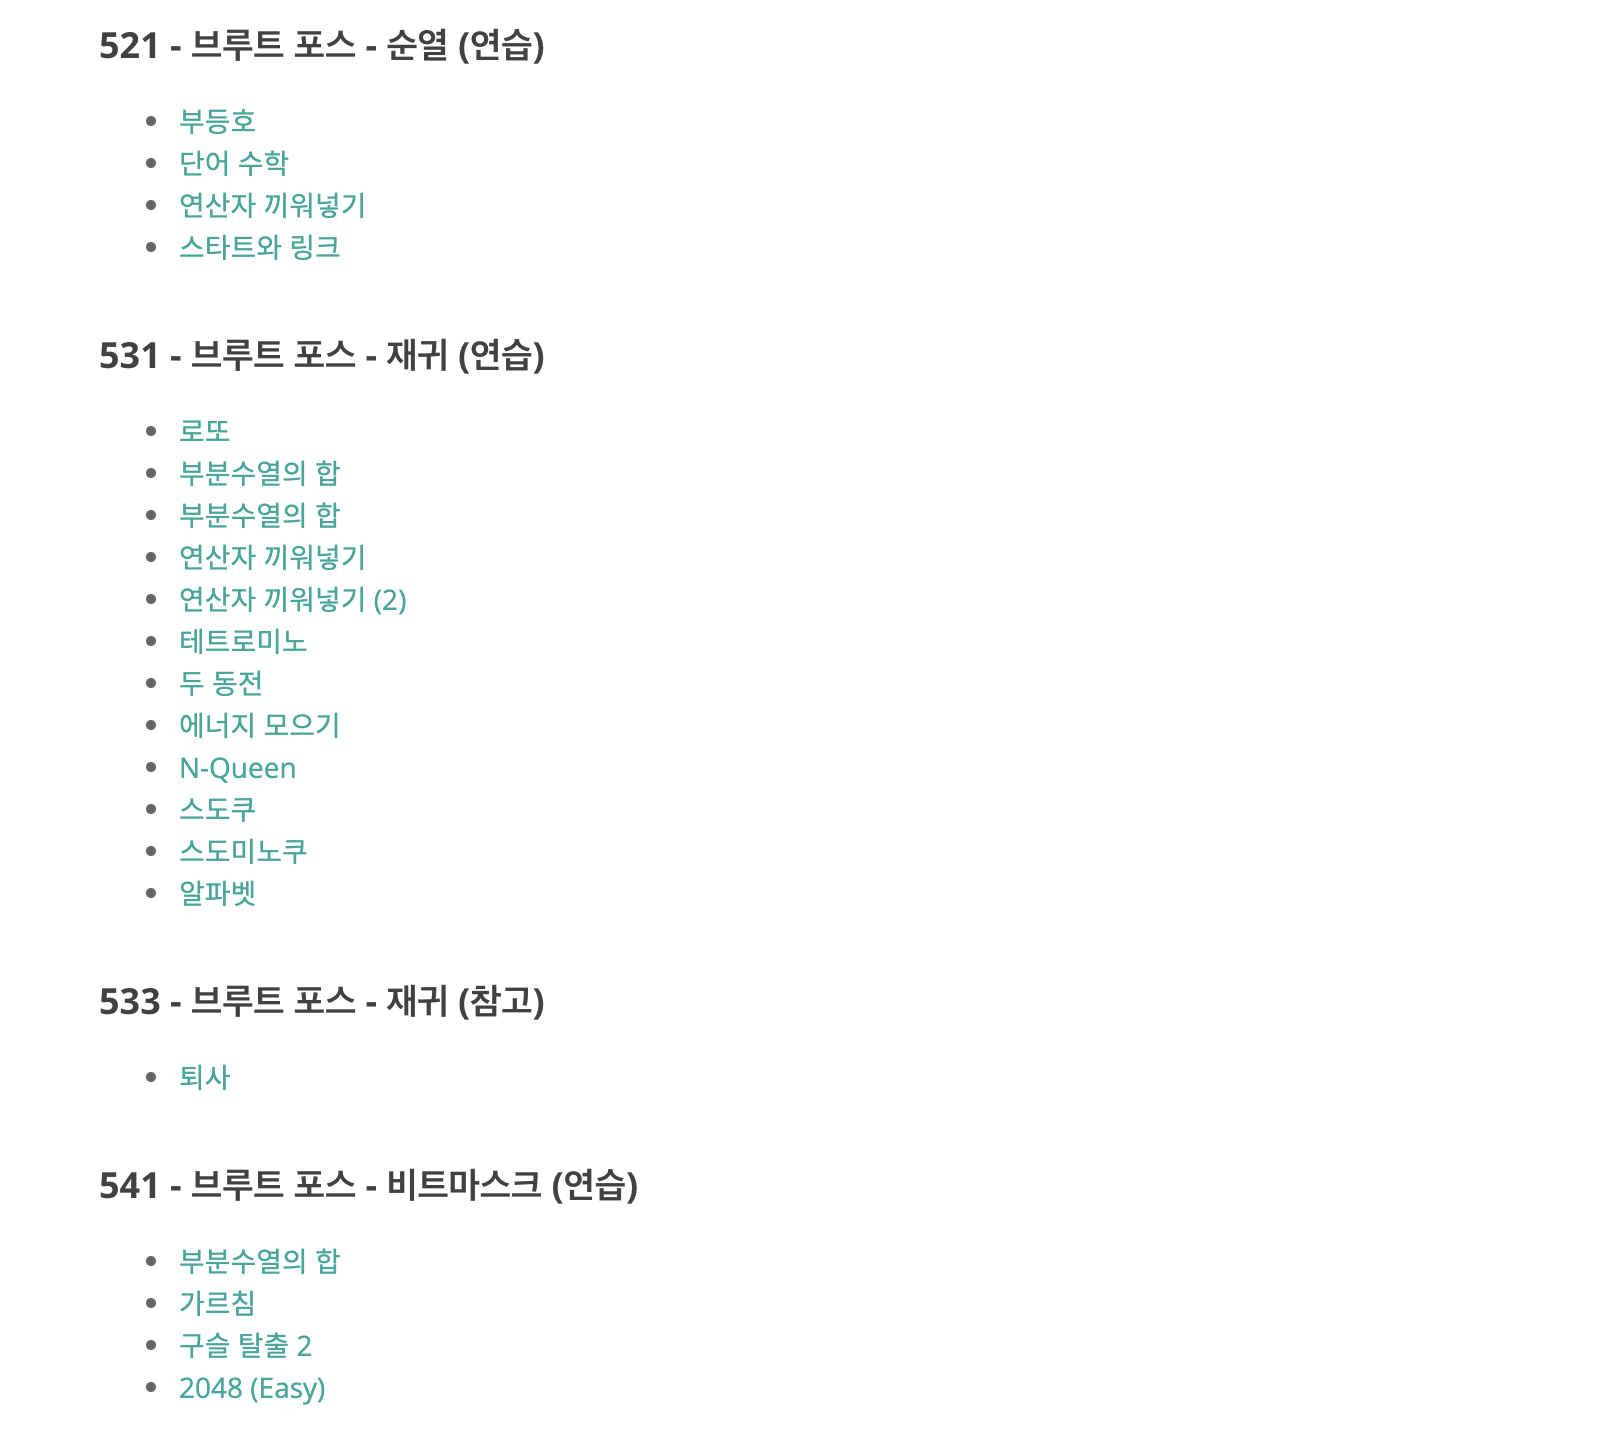 521 - 브루트 포스 - 순열 (연습)
부등호
단어 수학
연산자 끼워넣기
스타트와 링크
531 - 브루트 포스 - 재귀 (연습)
로또
부분수열의 합
부분수열의 합
연산자 끼워넣기
연산자 끼워넣기 (2)
테트로미노
두 동전
에너지 모으기
N-Queen
스도쿠
스도미노쿠
알파벳
533 - 브루트 포스 - 재귀 (참고)
퇴사
541 - 브루트 포스 - 비트마스크 (연습)
부분수열의 합
가르침
구슬 탈출 2
2048 (Easy)